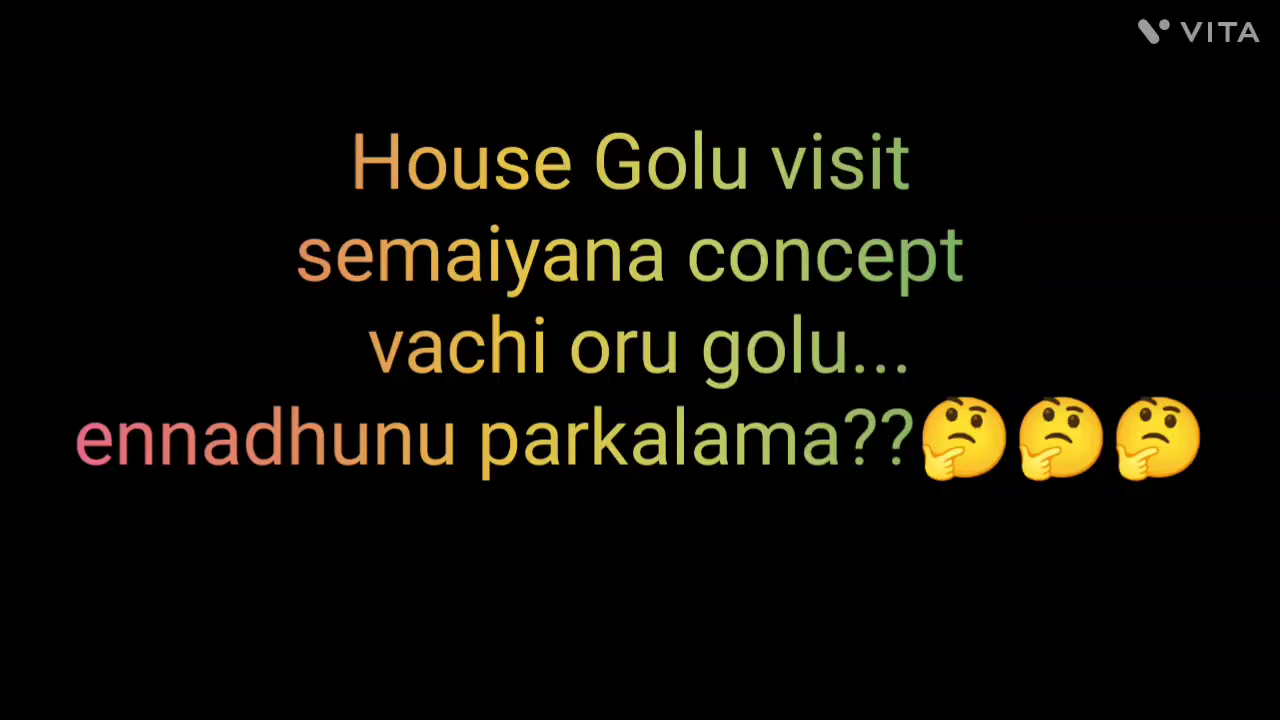 VITA
House Golu visit
semaiyana concept
vachi oru golu...
ennadhunu parkalama??🤔🤔🤔